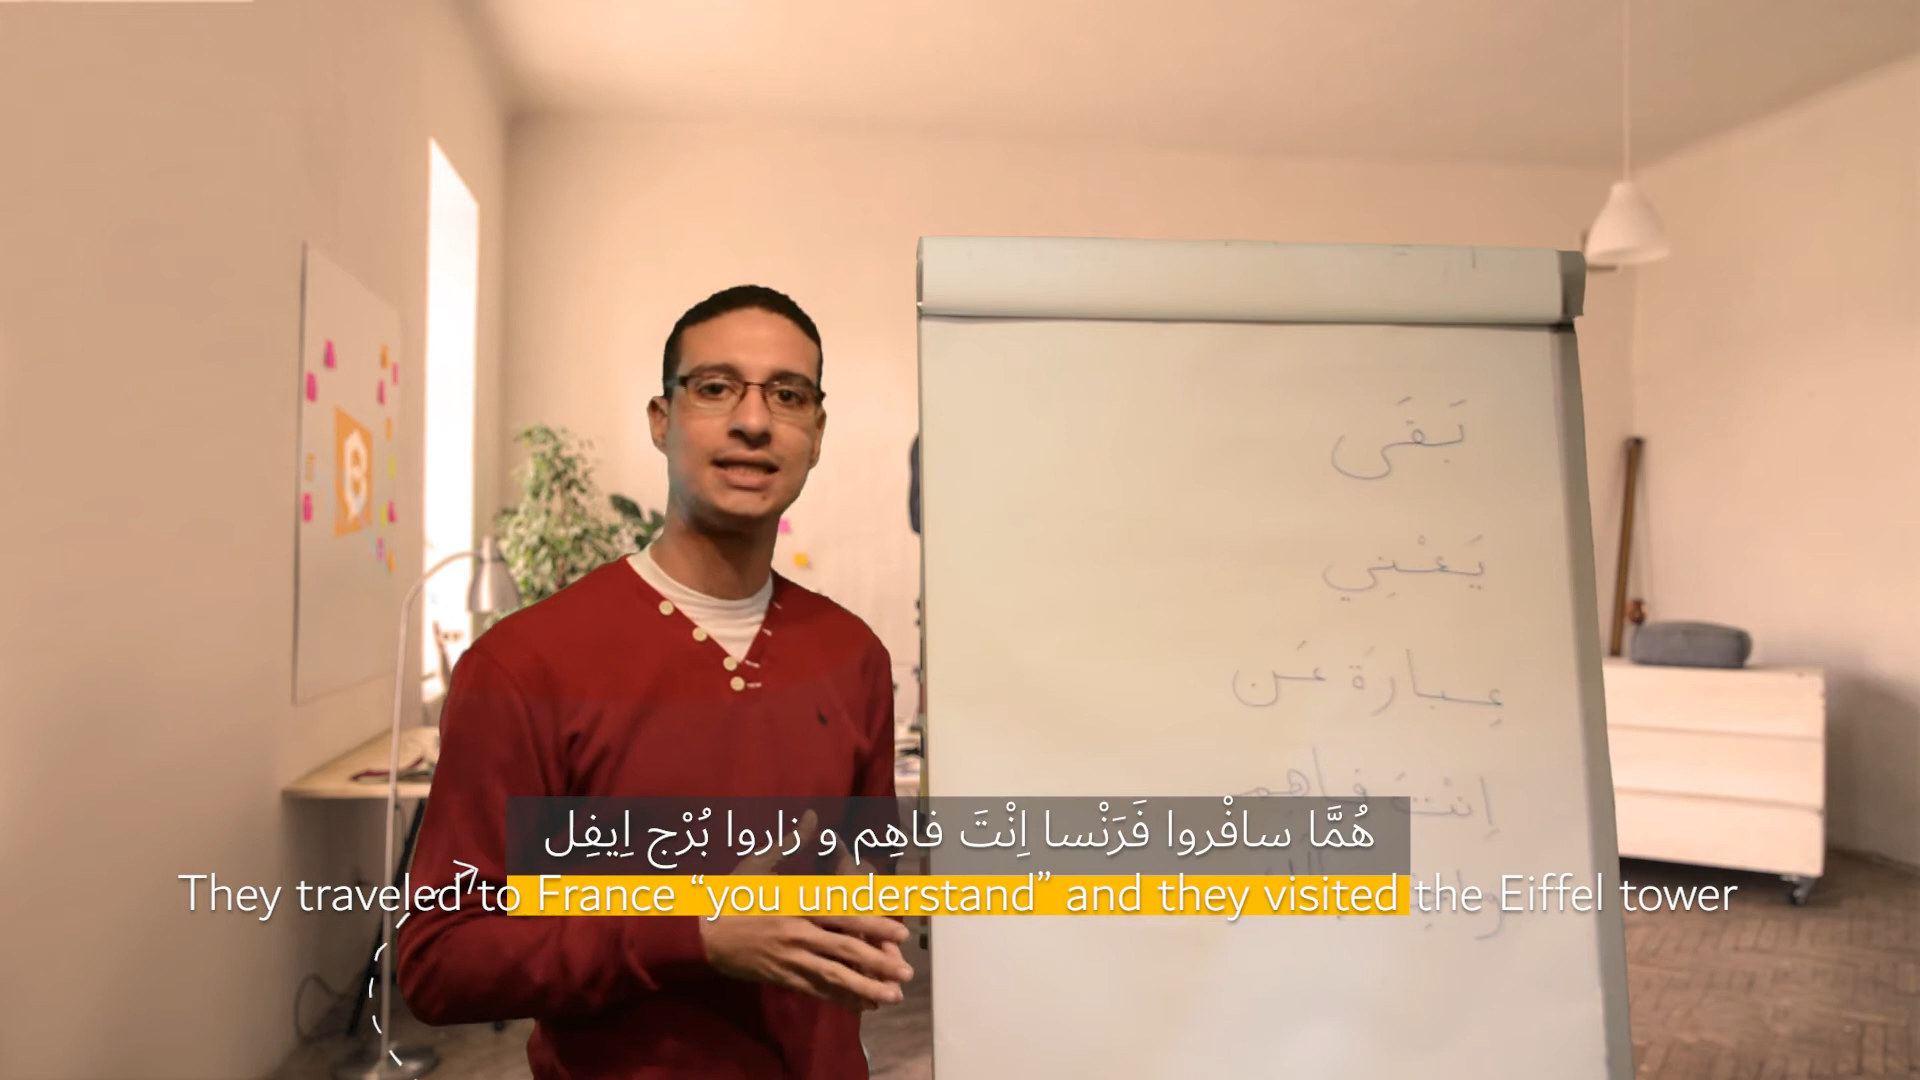 بَقَى
يَعْنِي
عِبارَة عَن
اِنْتَ فاهِم
هُمَّا سافْروا فَرَنْسا اِنْتَ فاهِم و زاروا بُرْج اِيفِل
They traveled to France “you understand” and they visited the Eiffel tower